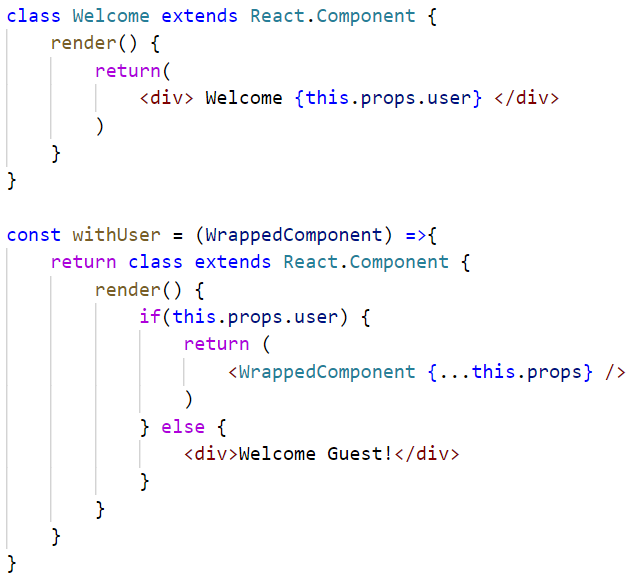 class Welcome extends React.Component {
render() {
return(
<div> Welcome {this.props.user} </div>
)
}
}
const withUser = (WrappedComponent) =>{
return class extends React.Component {
render() {
if(this.props.user) {
return (
<WrappedComponent {...this.props} />
)
} else {
<div>Welcome Guest!</div>
}
}
}
}